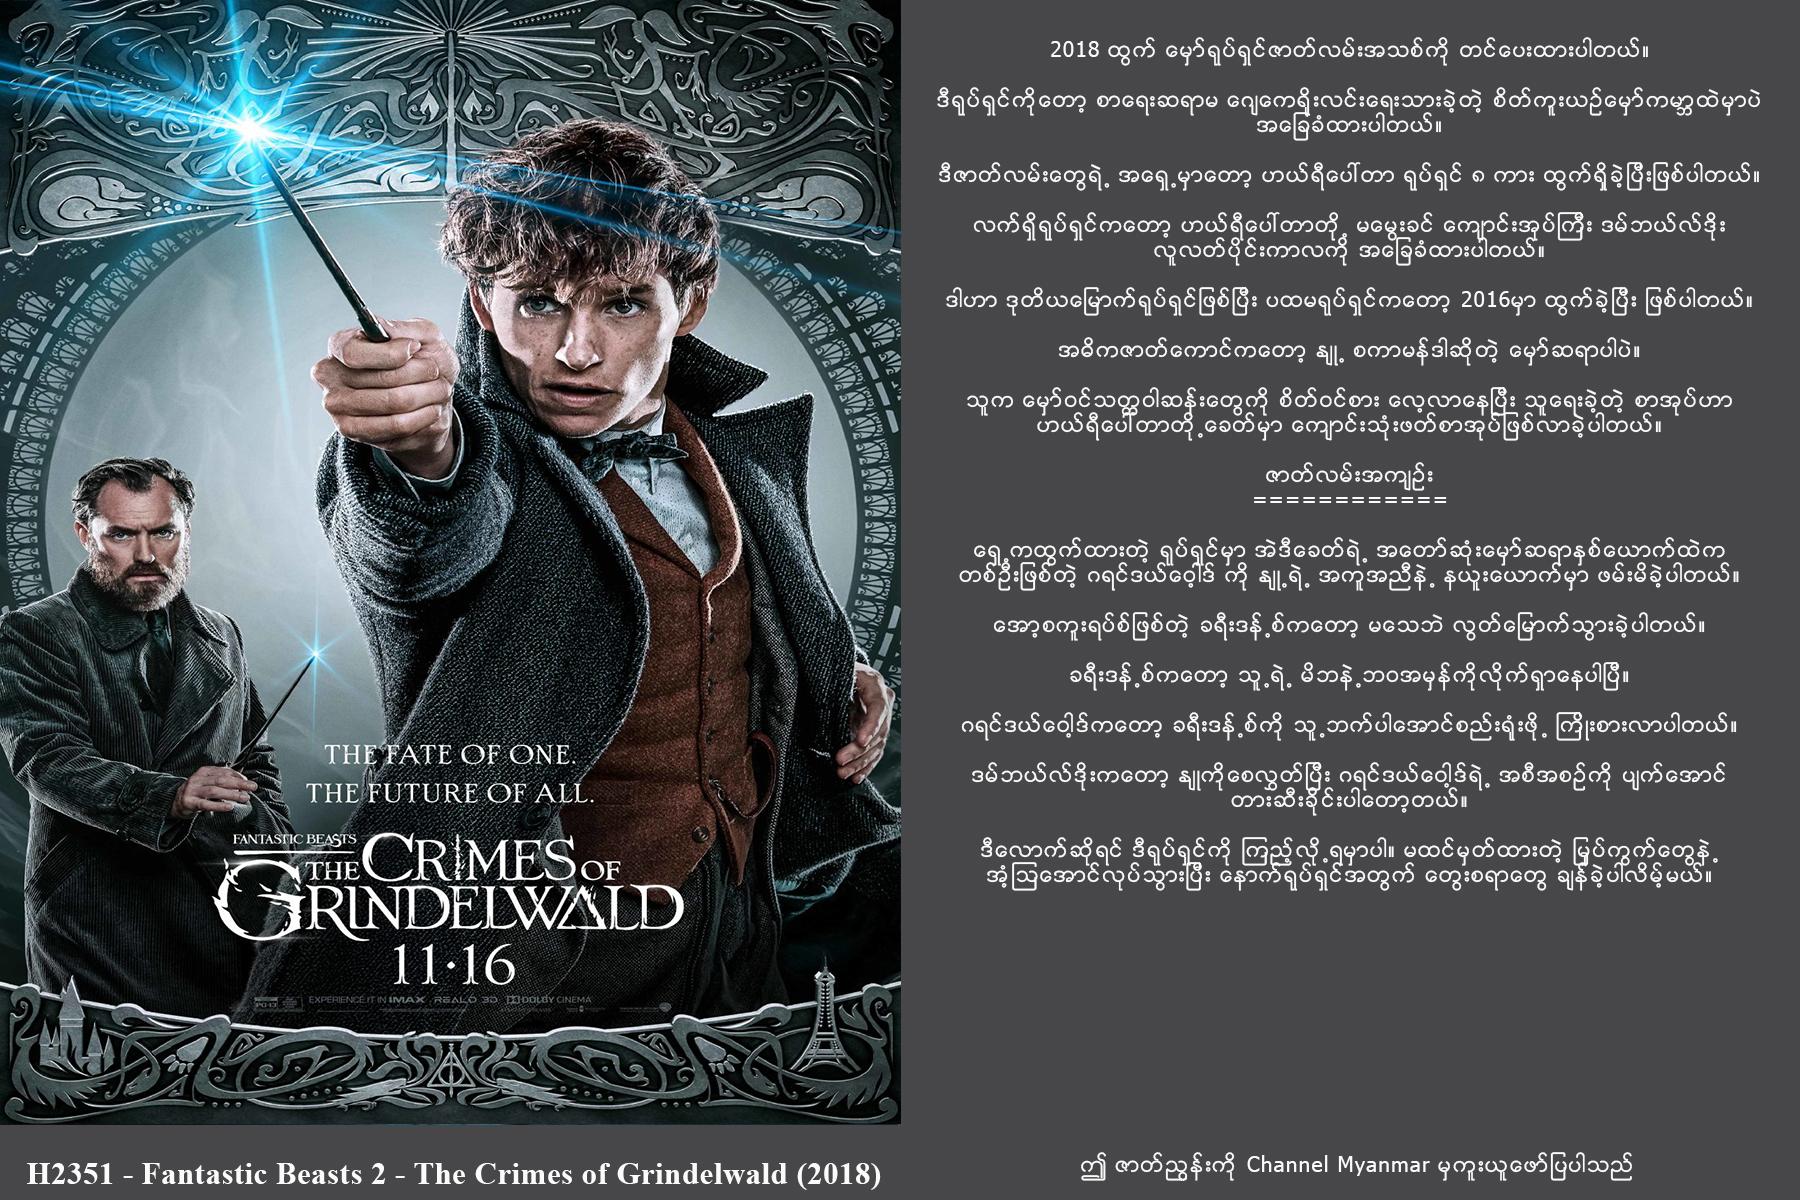 THE FATE OF ONE.
THE FUTURE OF ALL.
FANTASTIC BEASTS
THE CRIMES OF
GRINDELWALD
11·16
PG-13
EXPERIENCE IT IN IMAX REALD 3D DOLBY CINEMA
H2351 - Fantastic Beasts 2 - The Crimes of Grindelwald (2018)
2018 ထွက် မှော်ရုပ်ရှင်ဇာတ်လမ်းအသစ်ကို တင်ပေးထားပါတယ်။
ဒီရုပ်ရှင်ကိုတော့ စာရေးဆရာမ ဂျေကေရိုးလင်းရေးသားခဲ့တဲ့ စိတ်ကူးယဉ်မှော်ကမ္ဘာထဲမှာပဲ
အခြေခံထားပါတယ်။
ဒီဇာတ်လမ်းတွေရဲ့ အရှေ့မှာတော့ ဟယ်ရီပေါ်တာ ရုပ်ရှင် ၈ ကား ထွက်ရှိခဲ့ပြီးဖြစ်ပါတယ်။
လက်ရှိရုပ်ရှင်ကတော့ ဟယ်ရီပေါ်တာတို့ မမွေးခင် ကျောင်းအုပ်ကြီး ဒမ်ဘယ်လ်ဒိုး
လူလတ်ပိုင်းကာလကို အခြေခံထားပါတယ်။
ဒါဟာ ဒုတိယမြောက်ရုပ်ရှင်ဖြစ်ပြီး ပထမရုပ်ရှင်ကတော့ 2016မှာ ထွက်ခဲ့ပြီး ဖြစ်ပါတယ်။
အဓိကဇာတ်ကောင်ကတော့ နျု့ စကာမန်ဒါဆိုတဲ့ မှော်ဆရာပါပဲ။
သူက မှော်ဝင်သတ္တဝါဆန်းတွေကို စိတ်ဝင်စား လေ့လာနေပြီး သူရေးခဲ့တဲ့ စာအုပ်ဟာ
ဟယ်ရီပေါ်တာတို့ခေတ်မှာ ကျောင်းသုံးဖတ်စာအုပ်ဖြစ်လာခဲ့ပါတယ်။
ဇာတ်လမ်းအကျဉ်း
============
ရှေ့ကထွက်ထားတဲ့ ရုပ်ရှင်မှာ အဲဒီခေတ်ရဲ့ အတော်ဆုံးမှော်ဆရာနှစ်ယောက်ထဲက
တစ်ဦးဖြစ်တဲ့ ဂရင်ဒယ်ဝေါ့ဒ် ကို နျု့ရဲ့ အကူအညီနဲ့ နယူးယောက်မှာ ဖမ်းမိခဲ့ပါတယ်။
အော့စကူးရပ်စ်ဖြစ်တဲ့ ခရီးဒန့်စ်ကတော့ မသေဘဲ လွတ်မြောက်သွားခဲ့ပါတယ်။
ခရီးဒန့်စ်ကတော့ သူ့ရဲ့ မိဘနဲ့ဘဝအမှန်ကိုလိုက်ရှာနေပါပြီ။
ဂရင်ဒယ်ဝေါ့ဒ်ကတော့ ခရီးဒန့်စ်ကို သူ့ဘက်ပါအောင်စည်းရုံးဖို့ ကြိုးစားလာပါတယ်။
ဒမ်ဘယ်လ်ဒိုးကတော့ နျုကိုစေလွှတ်ပြီး ဂရင်ဒယ်ဝေါ့ဒ်ရဲ့ အစီအစဉ်ကို ပျက်အောင်
တားဆီးခိုင်းပါတော့တယ်။
ဒီလောက်ဆိုရင် ဒီရုပ်ရှင်ကို ကြည့်လို့ရမှာပါ။ မထင်မှတ်ထားတဲ့ မြှုပ်ကွက်တွေနဲ့
အံ့သြအောင်လုပ်သွားပြီး နောက်ရုပ်ရှင်အတွက် တွေးစရာတွေ ချန်ခဲ့ပါလိမ့်မယ်။
ဤ ဇာတ်ညွှန်းကို Channel Myanmar မှကူးယူဖော်ပြပါသည်